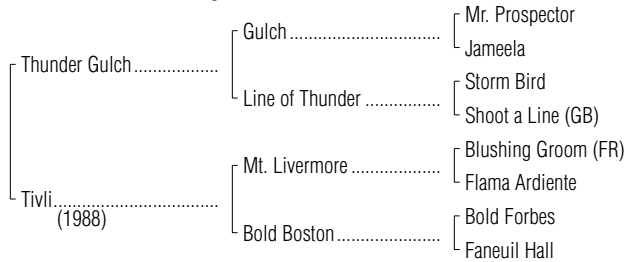 Mr. Prospector
Gulch
Jameela
Thunder Gulch
Storm Bird
Line of Thunder
Shoot a Line (GB)
Blushing Groom (FR)
Mt. Livermore
Flama Ardiente
Tivli
(1988)
Bold Forbes
Bold Boston
Faneuil Hall